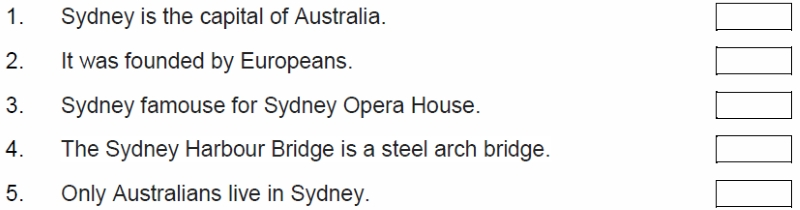 1. Sydney is the capital of Australia.
2. It was founded by Europeans.
3. Sydney famouse for Sydney Opera House.
4. The Sydney Harbour Bridge is a steel arch bridge.
5. Only Australians live in Sydney.